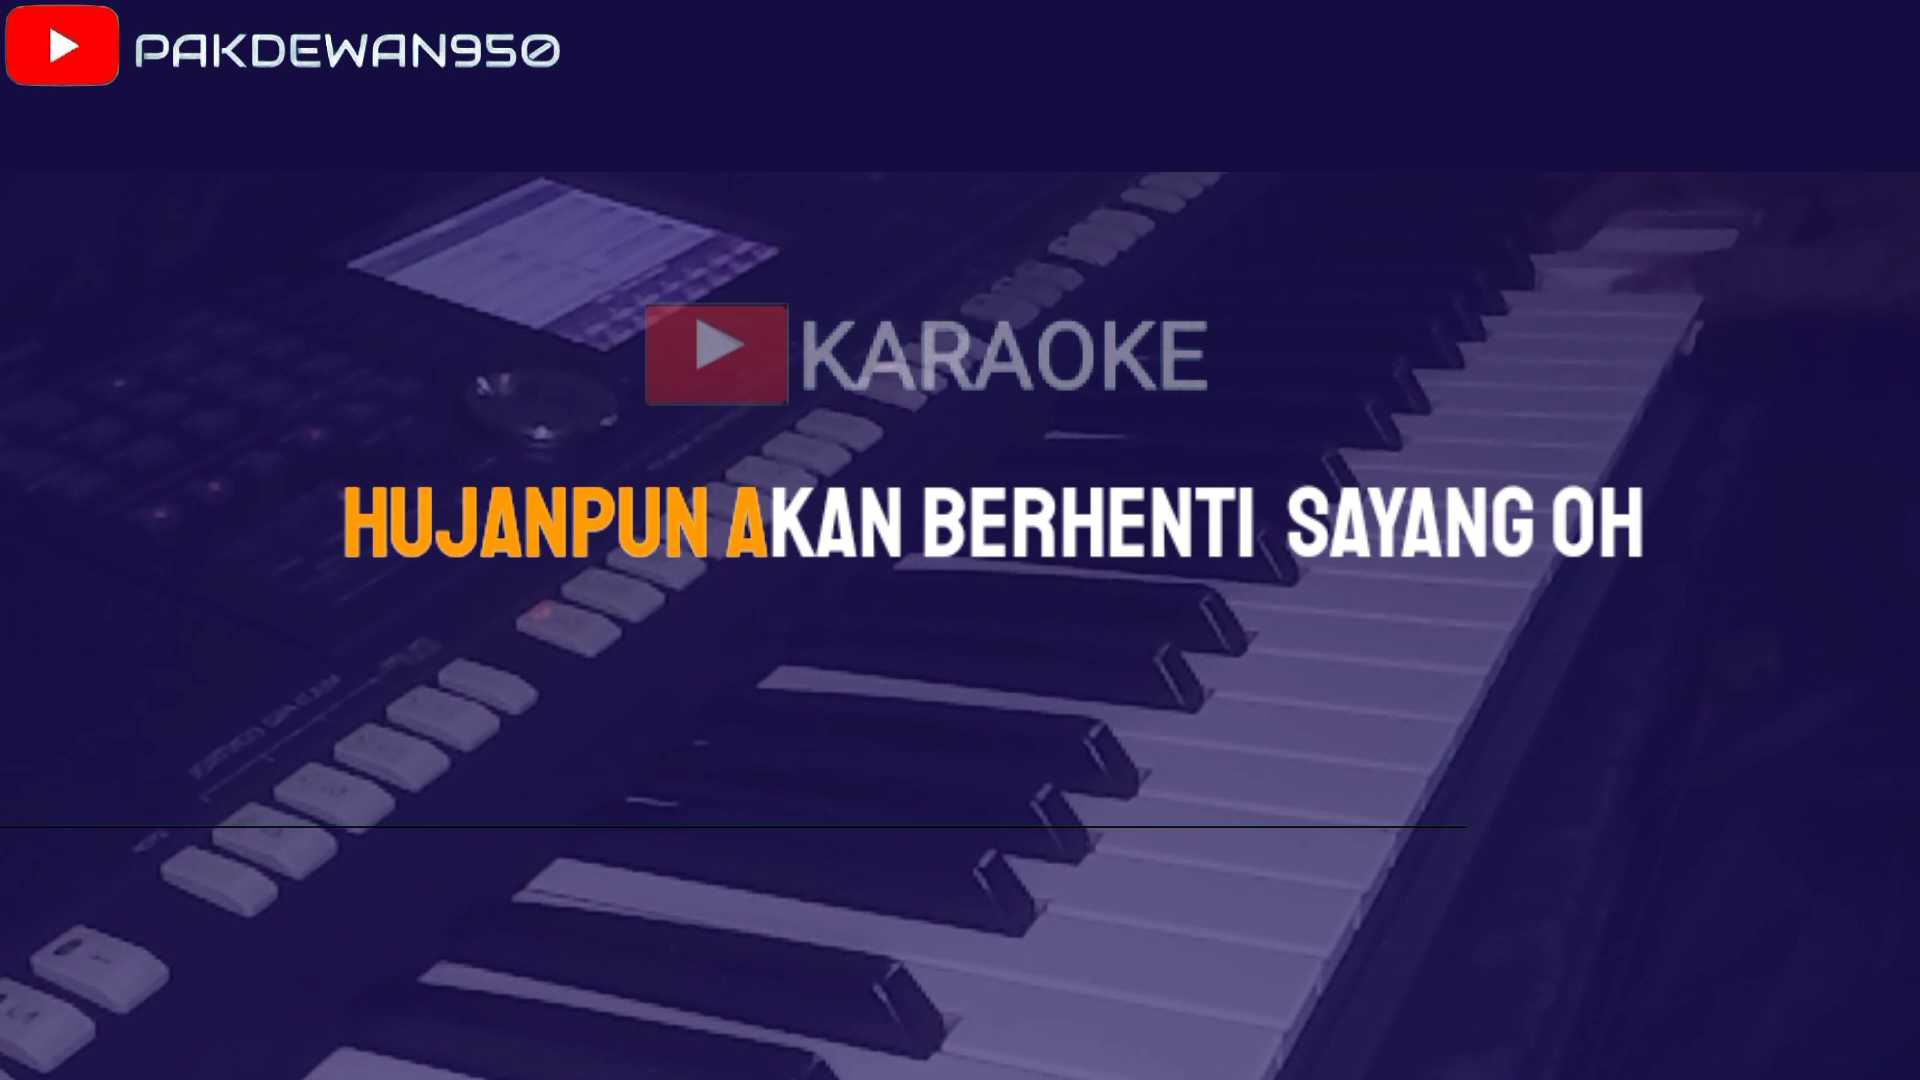 PAKDEWAN950
KARAOKE
HUJANPUN AKAN BERHENTI SAYANG OH